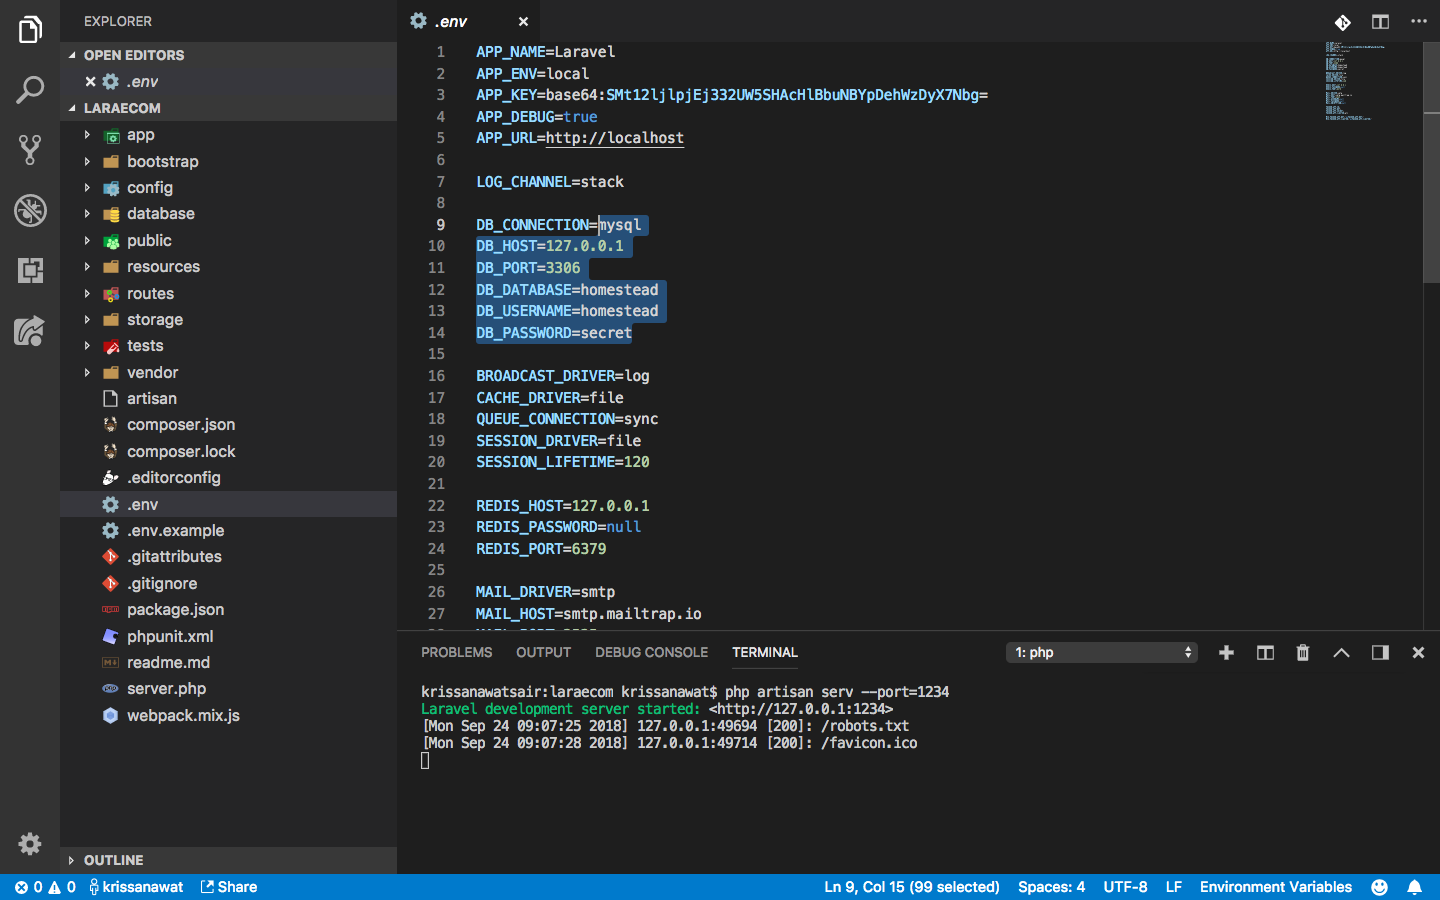 EXPLORER
OPEN EDITORS
.env
LARAECOM
app
bootstrap
config
database
public
resources
routes
storage
tests
vendor
artisan
composer.json
composer.lock
.editorconfig
.env
.env.example
.gitattributes
.gitignore
package.json
phpunit.xml
readme.md
server.php
webpack.mix.js
OUTLINE
.env
1 APP_NAME=Laravel
2 APP_ENV=local
3 APP_KEY=base64:SMt12ljlpjEj332UW5SHAcHlBbuNBYpDehWzDyX7Nbg=
4 APP_DEBUG=true
5 APP_URL=http://localhost
6
7 LOG_CHANNEL=stack
8
9 DB_CONNECTION=mysql
10 DB_HOST=127.0.0.1
11 DB_PORT=3306
12 DB_DATABASE=homestead
13 DB_USERNAME=homestead
14 DB_PASSWORD=secret
15
16 BROADCAST_DRIVER=log
17 CACHE_DRIVER=file
18 QUEUE_CONNECTION=sync
19 SESSION_DRIVER=file
20 SESSION_LIFETIME=120
21
22 REDIS_HOST=127.0.0.1
23 REDIS_PASSWORD=null
24 REDIS_PORT=6379
25
26 MAIL_DRIVER=smtp
27 MAIL_HOST=smtp.mailtrap.io
PROBLEMS OUTPUT DEBUG CONSOLE TERMINAL 1: php
krissanawatsair:laraecom krissanawat$ php artisan serv --port=1234
Laravel development server started: <http://127.0.0.1:1234>
[Mon Sep 24 09:07:25 2018] 127.0.0.1:49694 [200]: /robots.txt
[Mon Sep 24 09:07:28 2018] 127.0.0.1:49714 [200]: /favicon.ico
0 0 krissanawat Share Ln 9, Col 15 (99 selected) Spaces: 4 UTF-8 LF Environment Variables